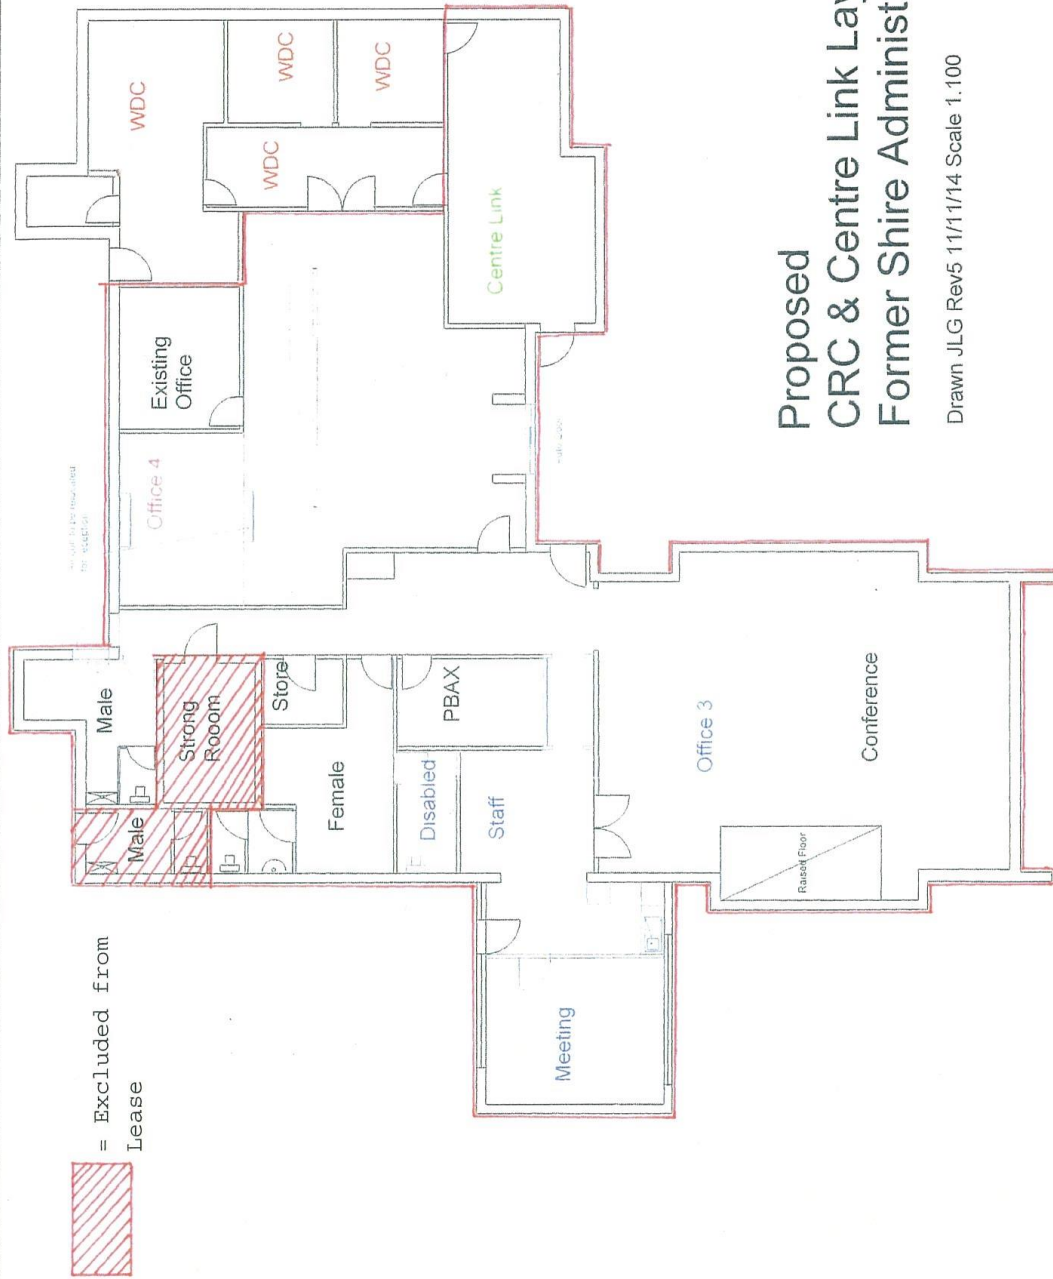 = Excluded from
Lease
Male
Male
Strong
Rooom
Store
Female
PBAX
Disabled
Staff
Meeting
Office 3
Conference
Raised Floor
Office 4
Existing
Office
WDC
WDC
WDC
WDC
Centre Link
Proposed
CRC & Centre Link Lay
Former Shire Administ
Drawn JLG Rev5 11/11/14 Scale 1.100